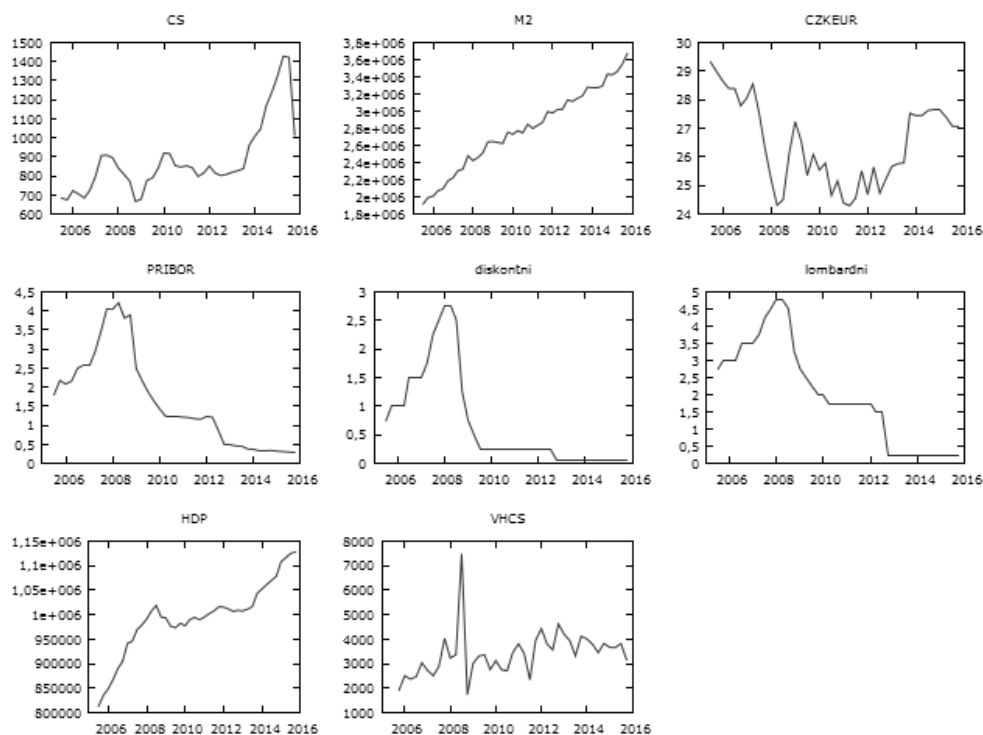 CS
1500
1400
1300
1200
1100
1000
900
800
700
600
2006 2008 2010 2012 2014 2016
M2
3,8e+006
3,6e+006
3,4e+006
3,2e+006
3e+006
2,8e+006
2,6e+006
2,4e+006
2,2e+006
2e+006
1,8e+006
2006 2008 2010 2012 2014 2016
CZKEUR
30
29
28
27
26
25
24
2006 2008 2010 2012 2014 2016
PRIBOR
4,5
4
3,5
3
2,5
2
1,5
1
0,5
0
2006 2008 2010 2012 2014 2016
diskontni
3
2,5
2
1,5
1
0,5
0
2006 2008 2010 2012 2014 2016
lombardni
5
4,5
4
3,5
3
2,5
2
1,5
1
0,5
0
2006 2008 2010 2012 2014 2016
HDP
1,15e+006
1,1e+006
1,05e+006
1e+006
950000
900000
850000
800000
2006 2008 2010 2012 2014 2016
VHCS
8000
7000
6000
5000
4000
3000
2000
1000
2006 2008 2010 2012 2014 2016